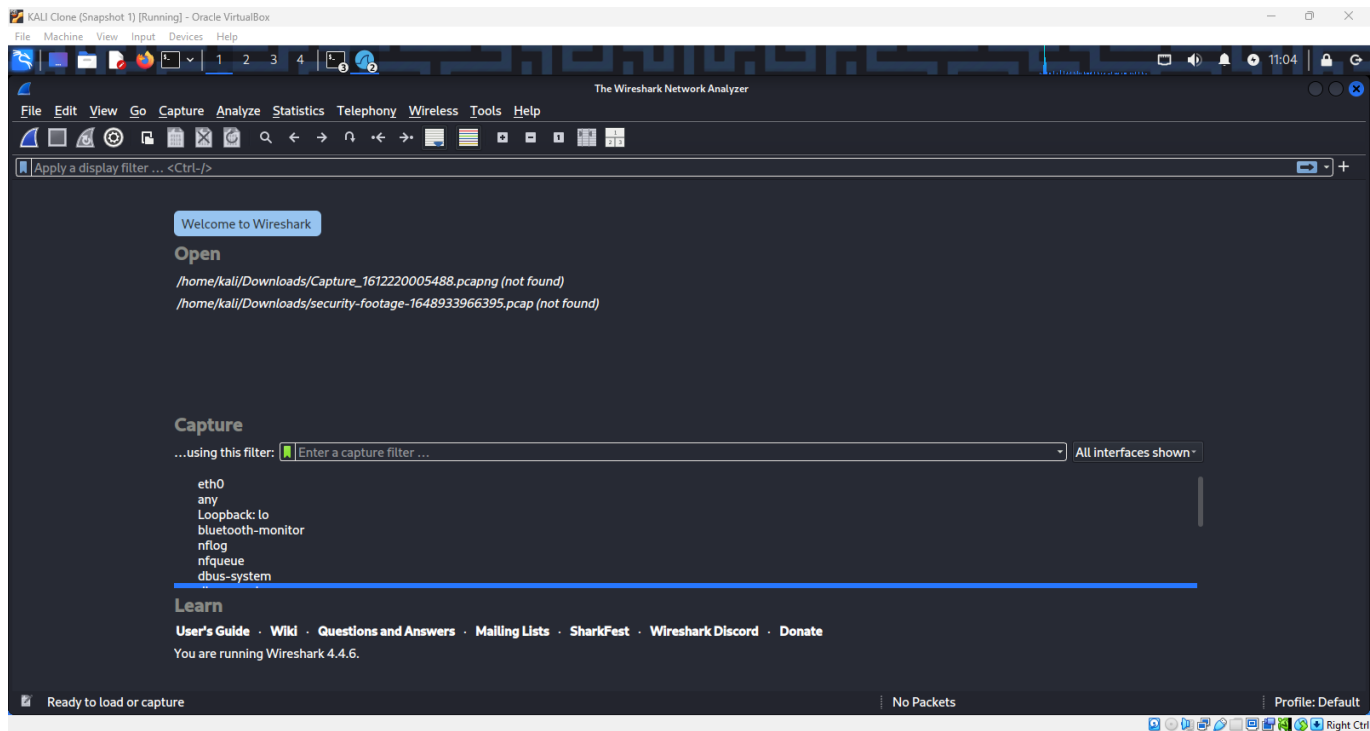 KALI Clone (Snapshot 1) [Running] - Oracle VirtualBox
File Machine View Input Devices Help
1 2 3 4 3 2 11:04
The Wireshark Network Analyzer
File Edit View Go Capture Analyze Statistics Telephony Wireless Tools Help
Apply a display filter … <Ctrl-/>
Welcome to Wireshark
Open
/home/kali/Downloads/Capture_1612220005488.pcapng (not found)
/home/kali/Downloads/security-footage-1648933966395.pcap (not found)
Capture
…using this filter: Enter a capture filter … All interfaces shown
eth0
any
Loopback: lo
bluetooth-monitor
nflog
nfqueue
dbus-system
Learn
User's Guide · Wiki · Questions and Answers · Mailing Lists · SharkFest · Wireshark Discord · Donate
You are running Wireshark 4.4.6.
Ready to load or capture No Packets Profile: Default
Right Ctrl